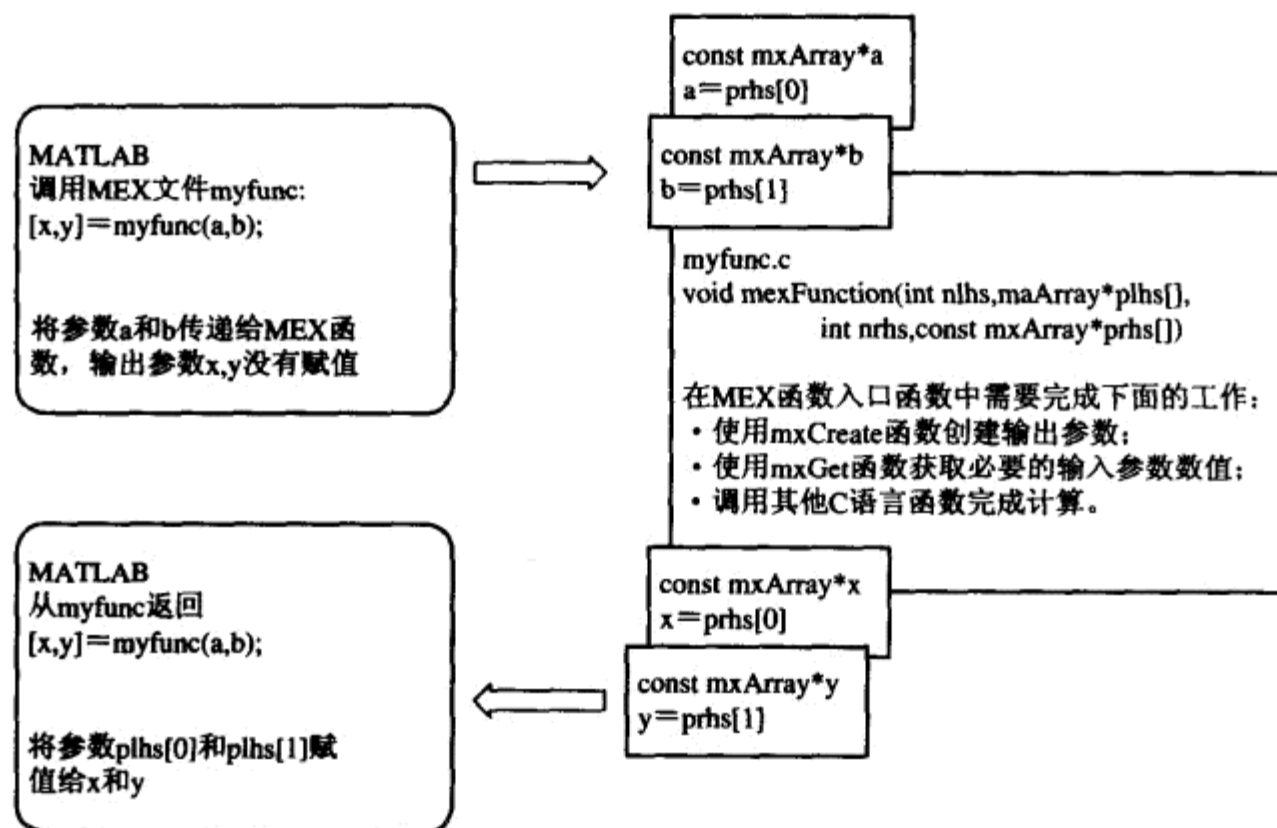 MATLAB
调用MEX文件myfunc:
[x,y]=myfunc(a,b);
将参数a和b传递给MEX函
数，输出参数x,y没有赋值
const mxArray*a
a=prhs[0]
const mxArray*b
b=prhs[1]
myfunc.c
void mexFunction(int nlhs,maArray*plhs[],
int nrhs,const mxArray*prhs[])
在MEX函数入口函数中需要完成下面的工作：
·使用mxCreate函数创建输出参数；
·使用mxGet函数获取必要的输入参数数值；
·调用其他C语言函数完成计算。
const mxArray*x
x=prhs[0]
const mxArray*y
y=prhs[1]
MATLAB
从myfunc返回
[x,y]=myfunc(a,b);
将参数plhs[0]和plhs[1]赋
值给x和y